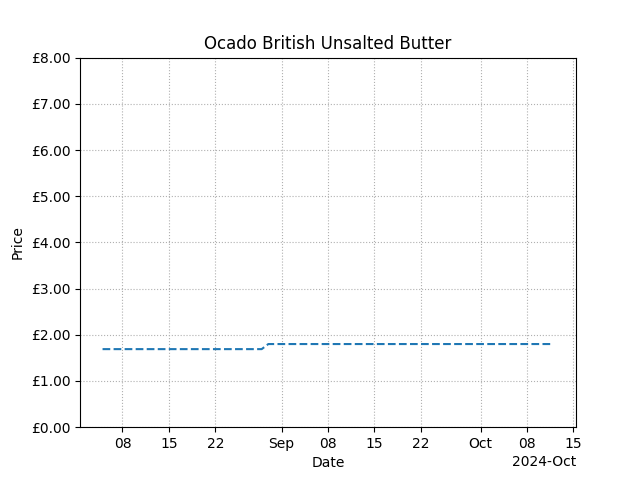 Ocado British Unsalted Butter
£8.00
£7.00
£6.00
£5.00
£4.00
£3.00
£2.00
£1.00
£0.00
Price
08 15 22 Sep 08 15 22 Oct 08 15
Date
2024-Oct